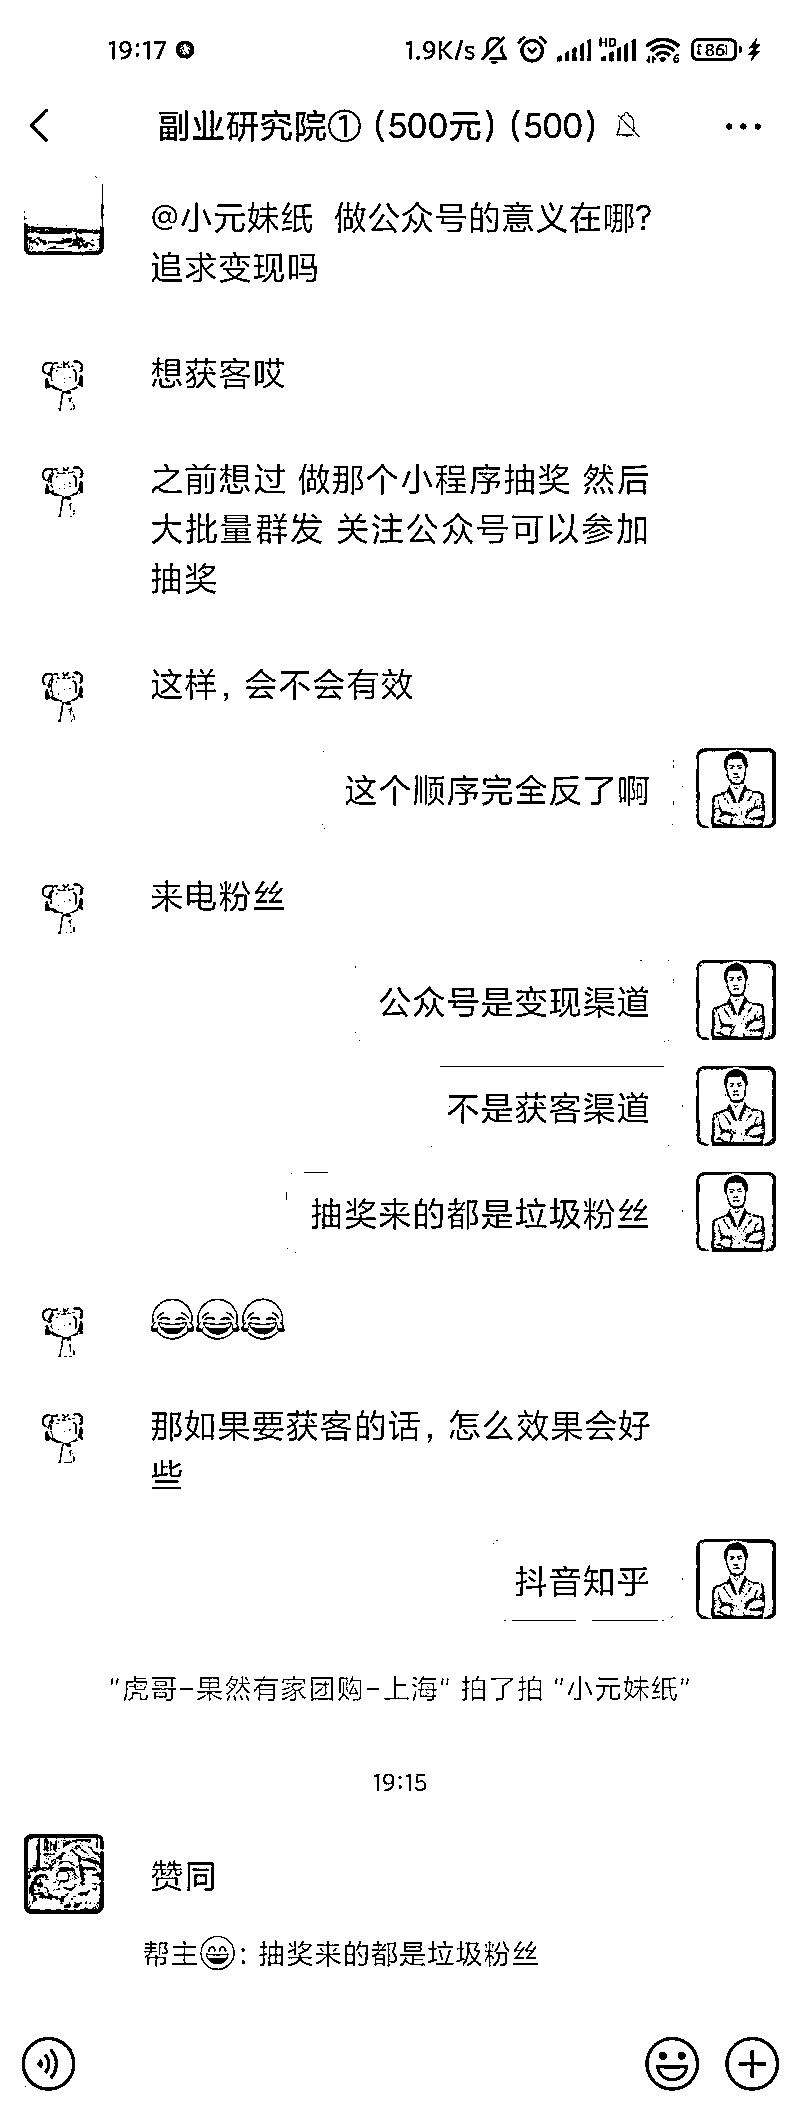 19:17 1.9K/s HD 6 86
副业研究院①(500元)(500)
@小元妹纸 做公众号的意义在哪?
追求变现吗
想获客哎
之前想过 做那个小程序抽奖 然后
大批量群发 关注公众号可以参加
抽奖
这样,会不会有效
这个顺序完全反了啊
来电粉丝
公众号是变现渠道
不是获客渠道
抽奖来的都是垃圾粉丝
😂😂😂
那如果要获客的话,怎么效果会好
些
抖音知乎
"虎哥-果然有家团购-上海" 拍了拍 "小元妹纸"
19:15
赞同
帮主😄: 抽奖来的都是垃圾粉丝